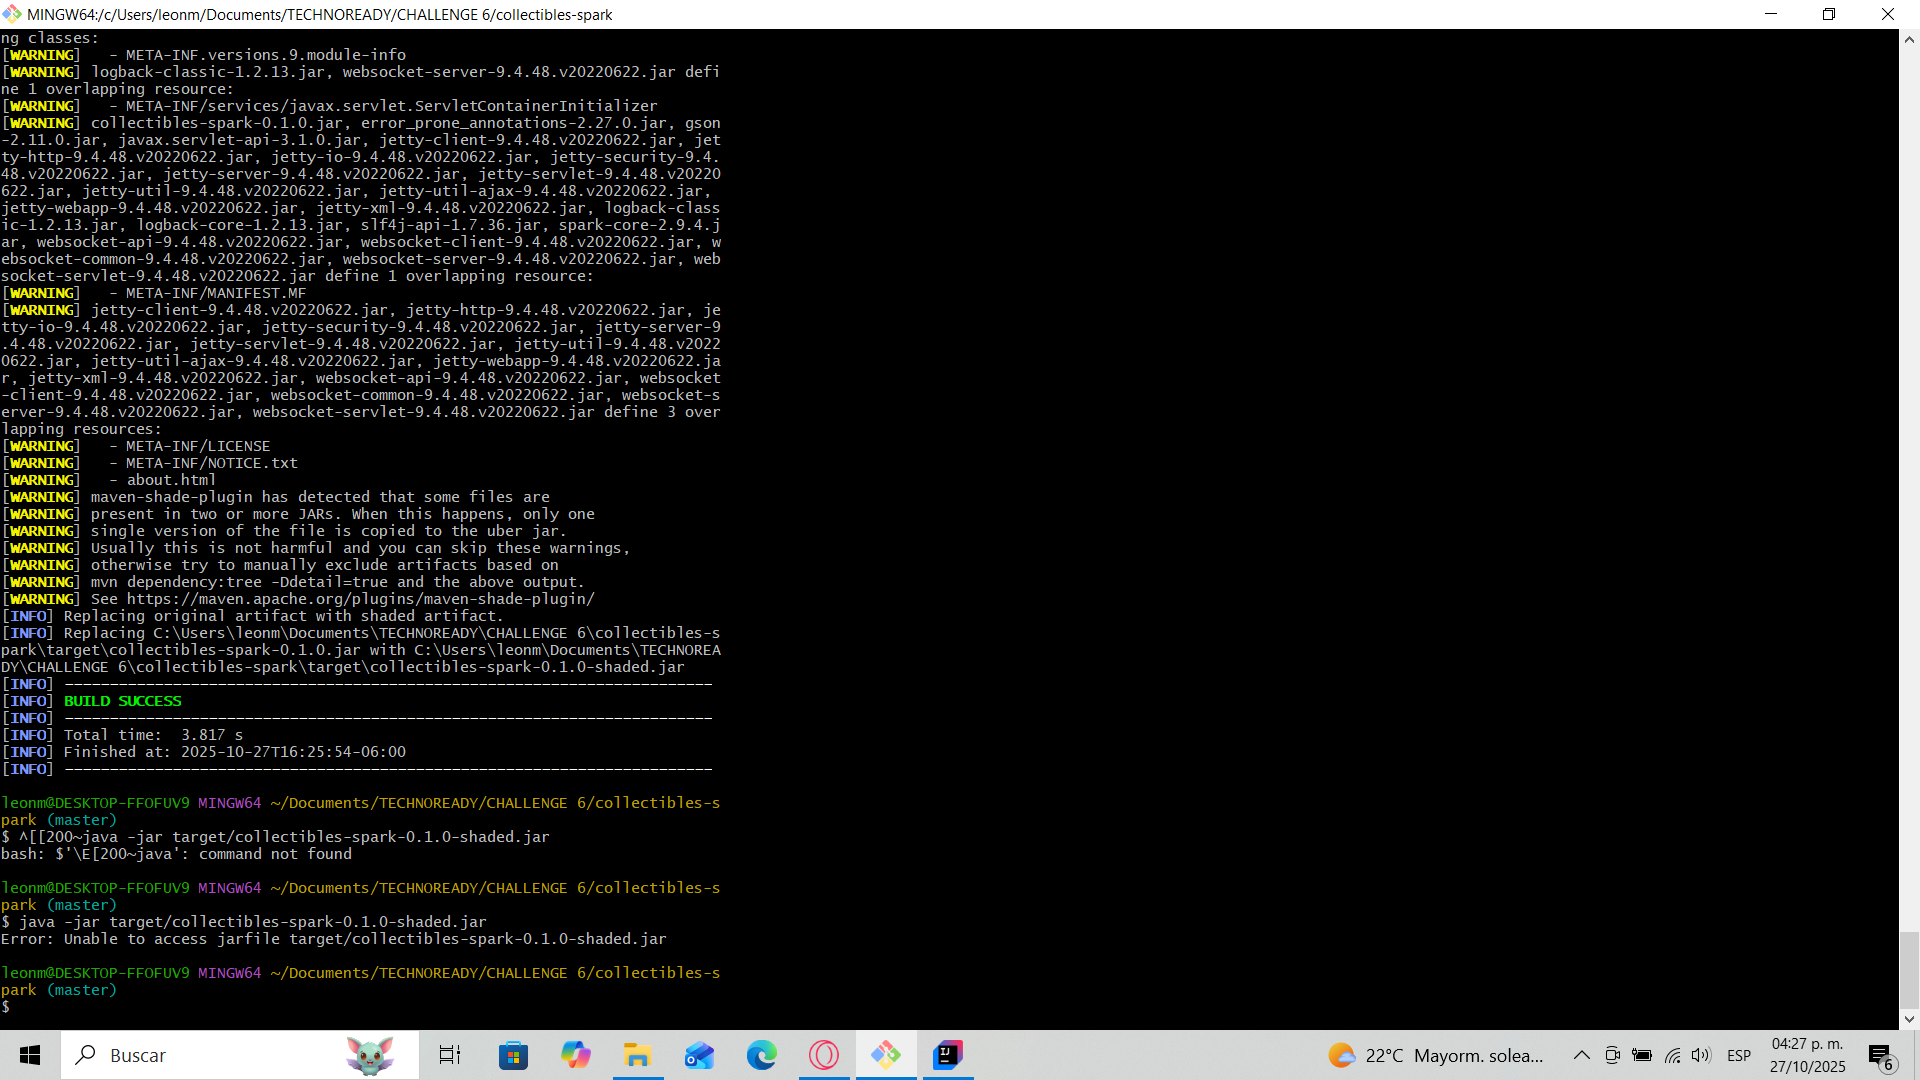 MINGW64:/c/Users/leonm/Documents/TECHNOREADY/CHALLENGE 6/collectibles-spark
ng classes:
[WARNING]   - META-INF.versions.9.module-info
[WARNING] logback-classic-1.2.13.jar, websocket-server-9.4.48.v20220622.jar defi
ne 1 overlapping resource:
[WARNING]   - META-INF/services/javax.servlet.ServletContainerInitializer
[WARNING] collectibles-spark-0.1.0.jar, error_prone_annotations-2.27.0.jar, gson
-2.11.0.jar, javax.servlet-api-3.1.0.jar, jetty-client-9.4.48.v20220622.jar, jet
ty-http-9.4.48.v20220622.jar, jetty-io-9.4.48.v20220622.jar, jetty-security-9.4.
48.v20220622.jar, jetty-server-9.4.48.v20220622.jar, jetty-servlet-9.4.48.v20220
622.jar, jetty-util-9.4.48.v20220622.jar, jetty-util-ajax-9.4.48.v20220622.jar,
jetty-webapp-9.4.48.v20220622.jar, jetty-xml-9.4.48.v20220622.jar, logback-class
ic-1.2.13.jar, logback-core-1.2.13.jar, slf4j-api-1.7.36.jar, spark-core-2.9.4.j
ar, websocket-api-9.4.48.v20220622.jar, websocket-client-9.4.48.v20220622.jar, w
ebsocket-common-9.4.48.v20220622.jar, websocket-server-9.4.48.v20220622.jar, web
socket-servlet-9.4.48.v20220622.jar define 1 overlapping resource:
[WARNING]   - META-INF/MANIFEST.MF
[WARNING] jetty-client-9.4.48.v20220622.jar, jetty-http-9.4.48.v20220622.jar, je
tty-io-9.4.48.v20220622.jar, jetty-security-9.4.48.v20220622.jar, jetty-server-9
.4.48.v20220622.jar, jetty-servlet-9.4.48.v20220622.jar, jetty-util-9.4.48.v2022
0622.jar, jetty-util-ajax-9.4.48.v20220622.jar, jetty-webapp-9.4.48.v20220622.ja
r, jetty-xml-9.4.48.v20220622.jar, websocket-api-9.4.48.v20220622.jar, websocket
-client-9.4.48.v20220622.jar, websocket-common-9.4.48.v20220622.jar, websocket-s
erver-9.4.48.v20220622.jar, websocket-servlet-9.4.48.v20220622.jar define 3 over
lapping resources:
[WARNING]   - META-INF/LICENSE
[WARNING]   - META-INF/NOTICE.txt
[WARNING]   - about.html
[WARNING] maven-shade-plugin has detected that some files are
[WARNING] present in two or more JARs. When this happens, only one
[WARNING] single version of the file is copied to the uber jar.
[WARNING] Usually this is not harmful and you can skip these warnings,
[WARNING] otherwise try to manually exclude artifacts based on
[WARNING] mvn dependency:tree -Ddetail=true and the above output.
[WARNING] See https://maven.apache.org/plugins/maven-shade-plugin/
[INFO] Replacing original artifact with shaded artifact.
[INFO] Replacing C:\Users\leonm\Documents\TECHNOREADY\CHALLENGE 6\collectibles-s
park\target\collectibles-spark-0.1.0.jar with C:\Users\leonm\Documents\TECHNOREA
DY\CHALLENGE 6\collectibles-spark\target\collectibles-spark-0.1.0-shaded.jar
[INFO] ------------------------------------------------------------------------
[INFO] BUILD SUCCESS
[INFO] ------------------------------------------------------------------------
[INFO] Total time:  3.817 s
[INFO] Finished at: 2025-10-27T16:25:54-06:00
[INFO] ------------------------------------------------------------------------
leonm@DESKTOP-FFOFUV9 MINGW64 ~/Documents/TECHNOREADY/CHALLENGE 6/collectibles-s
park (master)
$ ^[[200~java -jar target/collectibles-spark-0.1.0-shaded.jar
bash: $'\E[200~java': command not found
leonm@DESKTOP-FFOFUV9 MINGW64 ~/Documents/TECHNOREADY/CHALLENGE 6/collectibles-s
park (master)
$ java -jar target/collectibles-spark-0.1.0-shaded.jar
Error: Unable to access jarfile target/collectibles-spark-0.1.0-shaded.jar
leonm@DESKTOP-FFOFUV9 MINGW64 ~/Documents/TECHNOREADY/CHALLENGE 6/collectibles-s
park (master)
$
Buscar
22°C Mayorm. solea...
ESP
04:27 p. m.
27/10/2025
6